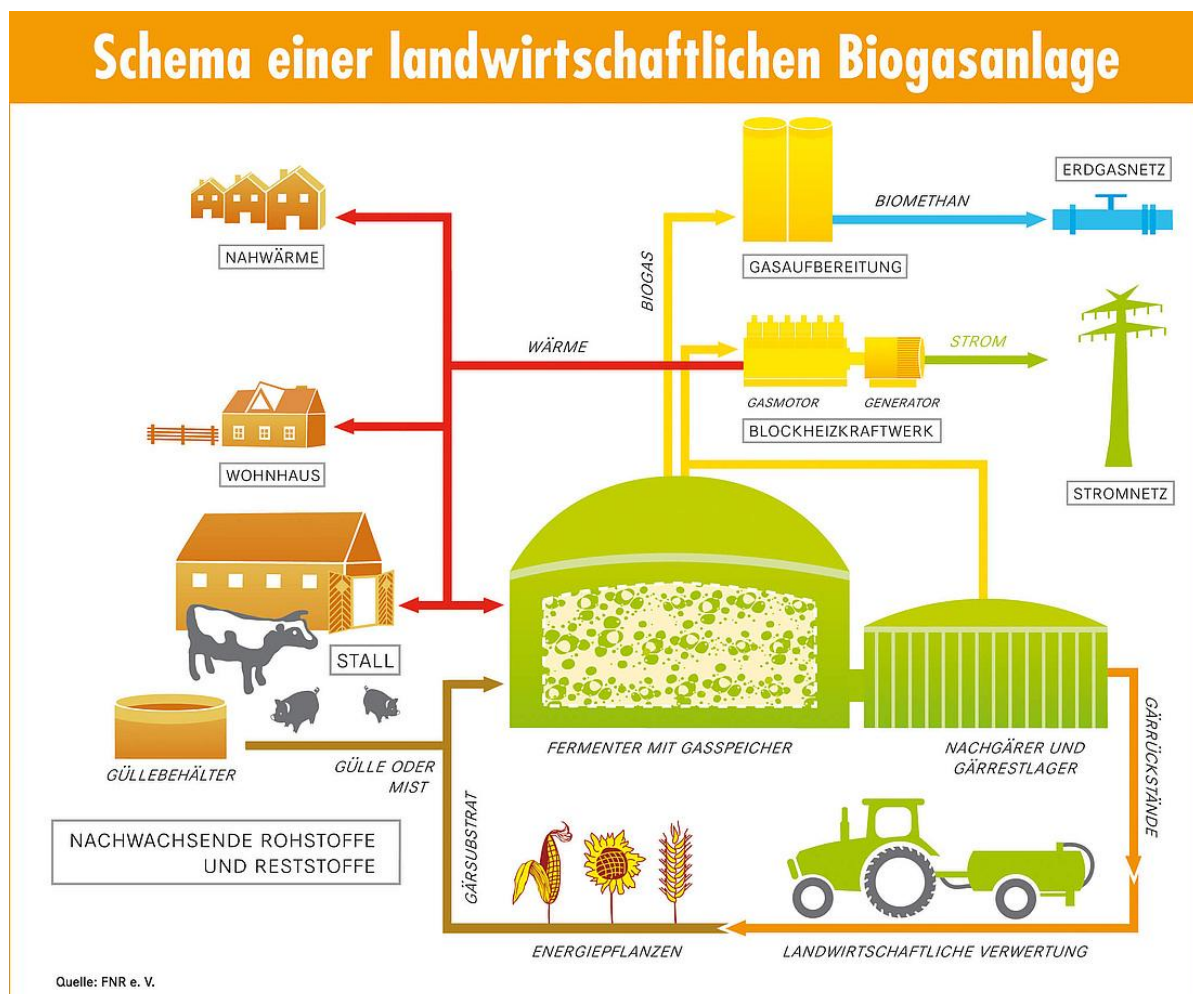 Schema einer landwirtschaftlichen Biogasanlage
ERDGASNETZ
BIOMETHAN
NAHWÄRME
BIOGAS
GASAUFBEREITUNG
WÄRME
STROM
GASMOTOR
GENERATOR
BLOCKHEIZKRAFTWERK
WOHNHAUS
STROMNETZ
STALL
FERMENTER MIT GASSPEICHER
NACHGÄRER UND
GÄRRESTLAGER
GÄRRÜCKSTÄNDE
GÜLLEBEHÄLTER
GÜLLE ODER
MIST
NACHWACHSENDE ROHSTOFFE
UND RESTSTOFFE
GÄRSUBSTRAT
ENERGIEPFLANZEN
LANDWIRTSCHAFTLICHE VERWERTUNG
Quelle: FNR e. V.